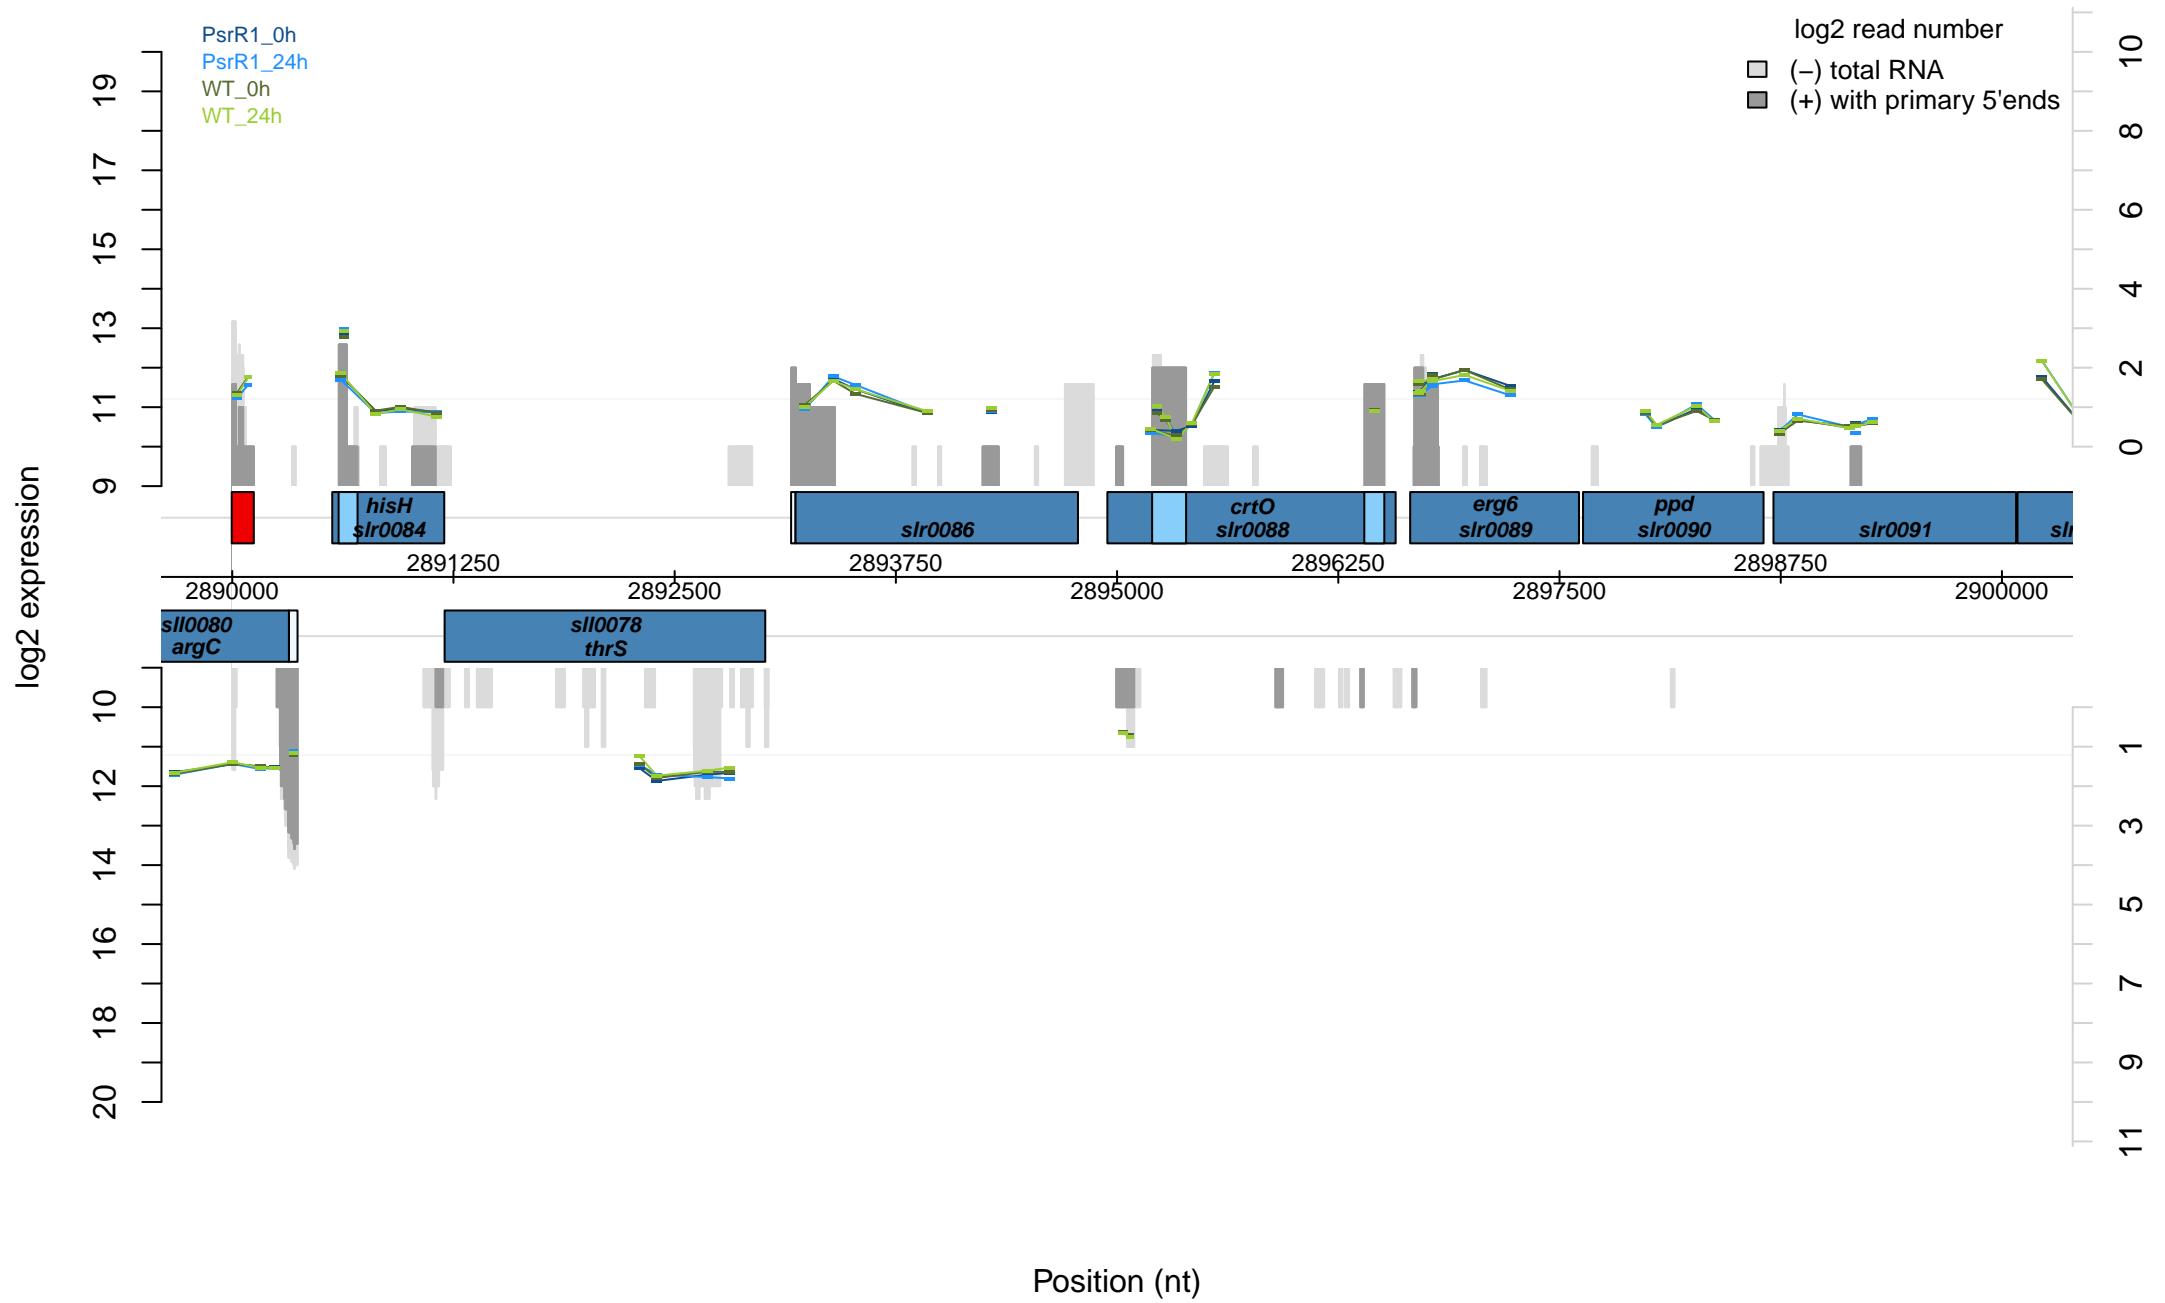 PsrR1_0h
PsrR1_24h
WT_0h
WT_24h
log2 read number
(−) total RNA
(+) with primary 5'ends
19
17
15
13
11
9
10
8
6
4
2
0
log2 expression
hisH
slr0084
slr0086
crtO
slr0088
erg6
slr0089
ppd
slr0090
slr0091
slr
2891250
2893750
2896250
2898750
2890000
2892500
2895000
2897500
2900000
sll0080
argC
sll0078
thrS
10
12
14
16
18
20
1
3
5
7
9
11
Position (nt)